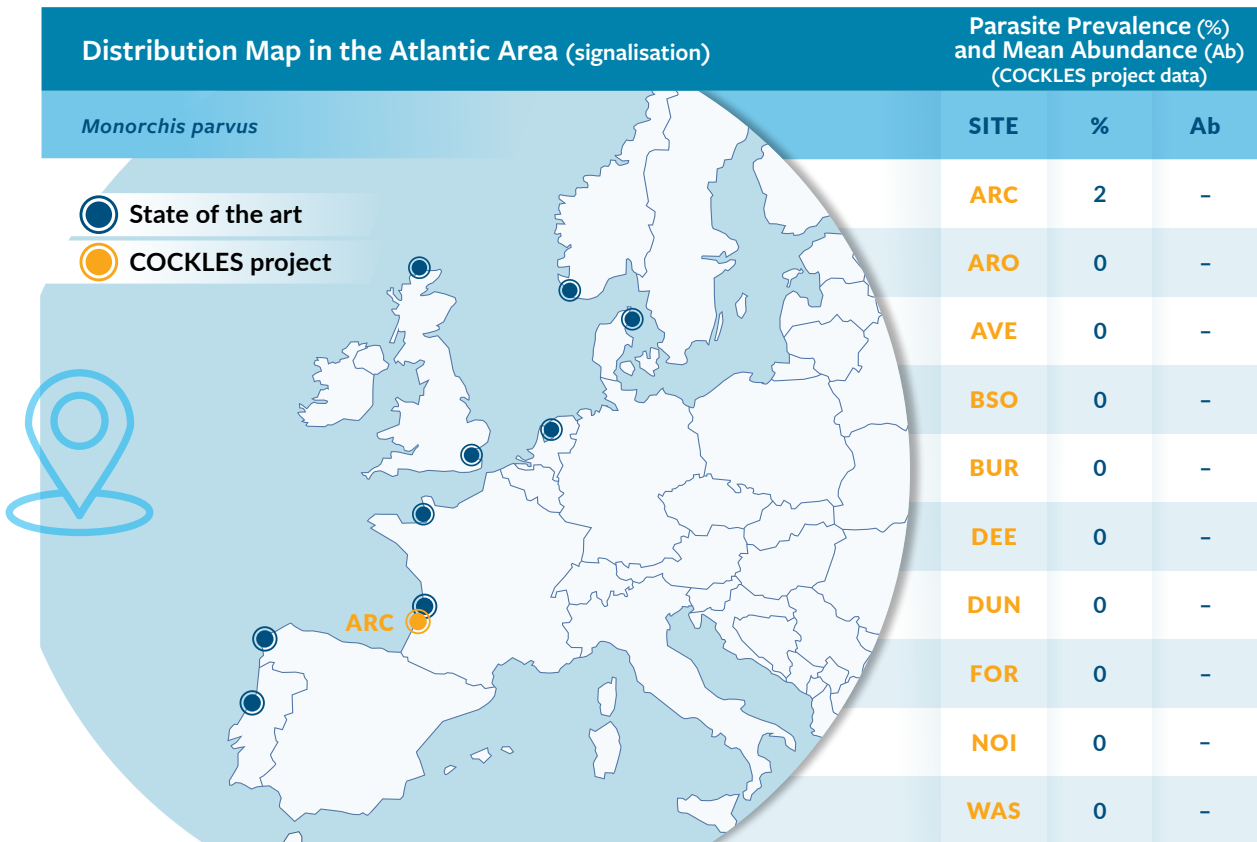 Distribution Map in the Atlantic Area (signalisation)
Parasite Prevalence (%)
and Mean Abundance (Ab)
(COCKLES project data)
Monorchis parvus
SITE % Ab
State of the art
COCKLES project
ARC
ARC 2 –
ARO 0 –
AVE 0 –
BSO 0 –
BUR 0 –
DEE 0 –
DUN 0 –
FOR 0 –
NOI 0 –
WAS 0 –